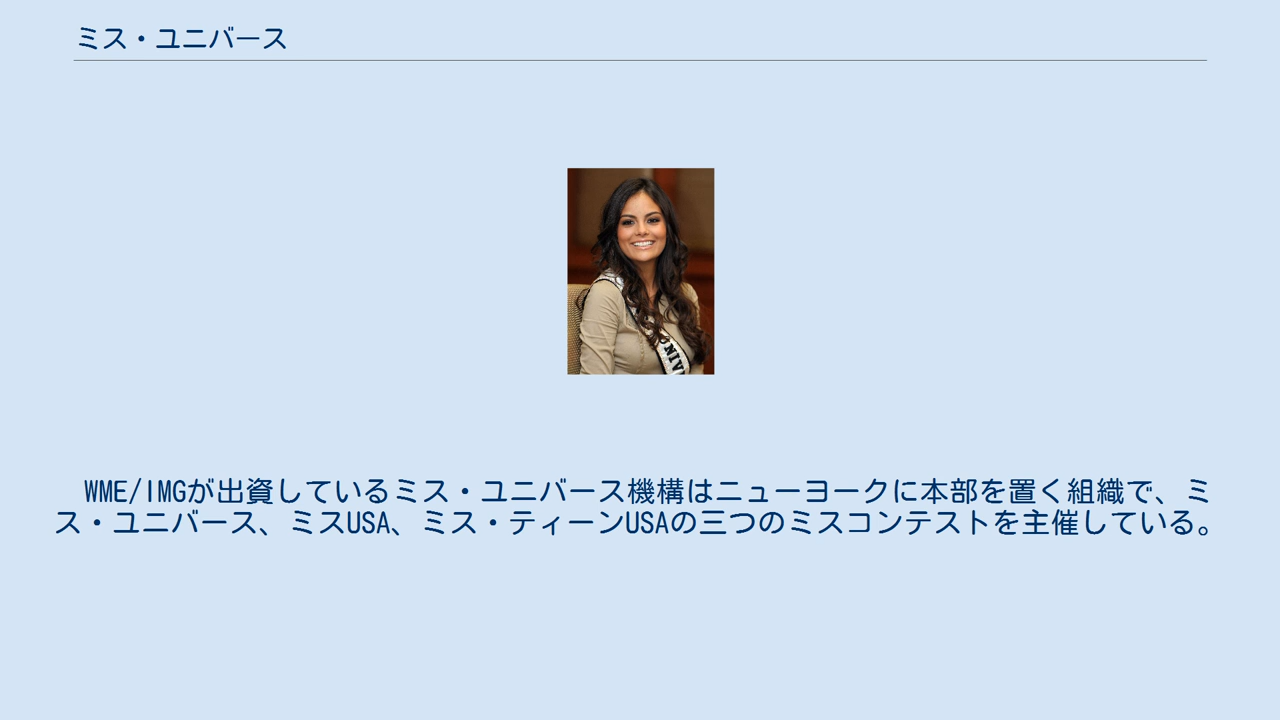 ミス・ユニバース
NIV
WME/IMGが出資しているミス・ユニバース機構はニューヨークに本部を置く組織で、ミ
ス・ユニバース、ミスUSA、ミス・ティーンUSAの三つのミスコンテストを主催している。